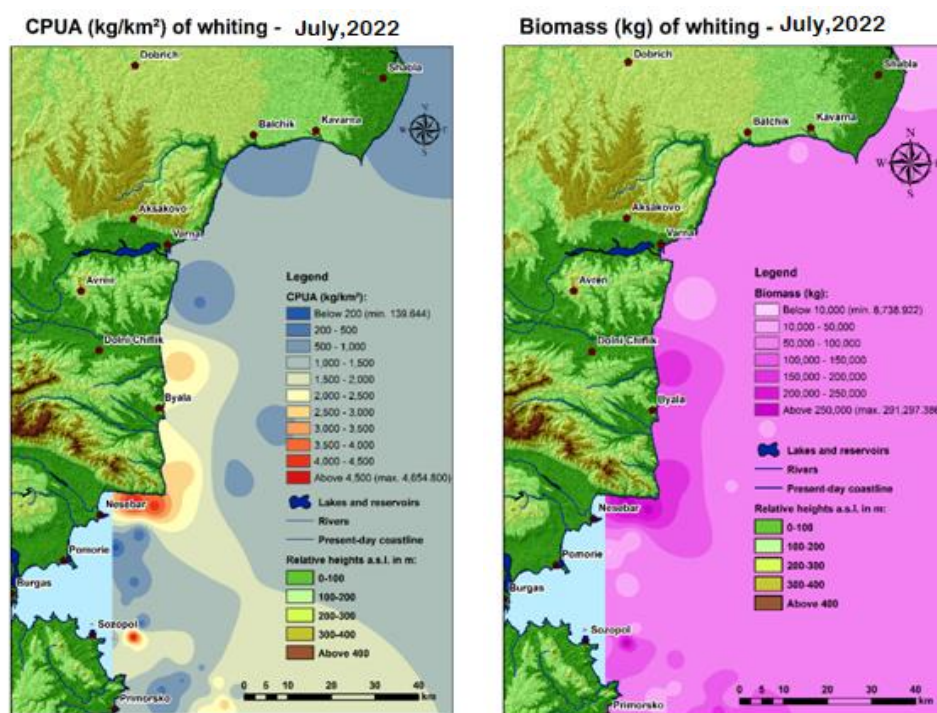 CPUA (kg/km²) of whiting - July,2022
Dobrich
Shabla
Kavarna
Balchik
N
W E
S
Aksakovo
Varna
Avren
Dolni Chiflik
Byala
Nesebar
Pomorie
Burgas
Sozopol
Primorsko
Legend
CPUA (kg/km²):
Below 200 (min. 139.644)
200 - 500
500 - 1,000
1,000 - 1,500
1,500 - 2,000
2,000 - 2,500
2,500 - 3,000
3,000 - 3,500
3,500 - 4,000
4,000 - 4,500
Above 4,500 (max. 4,654.800)
Lakes and reservoirs
Rivers
Present-day coastline
Relative heights a.s.l. in m:
0-100
100-200
200-300
300-400
Above 400
0 5 10 20 30 40
km
Biomass (kg) of whiting - July,2022
Dobrich
Shabla
Kavarna
Balchik
N
W E
S
Aksakovo
Varna
Avren
Dolni Chiflik
Byala
Nesebar
Pomorie
Burgas
Sozopol
Primorsko
Legend
Biomass (kg):
Below 10,000 (min. 8,738.922)
10,000 - 50,000
50,000 - 100,000
100,000 - 150,000
150,000 - 200,000
200,000 - 250,000
Above 250,000 (max. 291,297.386)
Lakes and reservoirs
Rivers
Present-day coastline
Relative heights a.s.l. in m:
0-100
100-200
200-300
300-400
Above 400
0 5 10 20 30 40
km